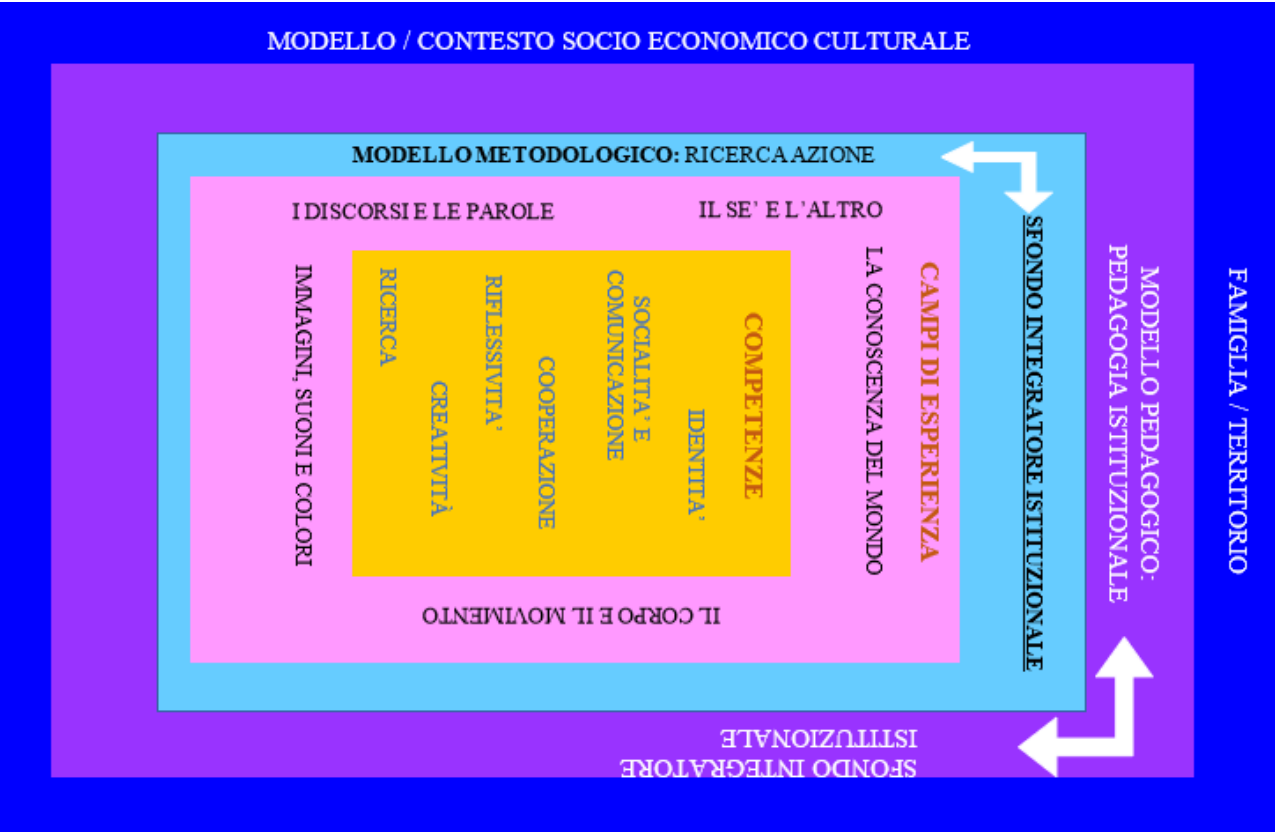 MODELLO / CONTESTO SOCIO ECONOMICO CULTURALE
FAMIGLIA / TERRITORIO
MODELLO PEDAGOGICO:
PEDAGOGIA ISTITUZIONALE
SFONDO INTEGRATORE
ISTITUZIONALE
MODELLO METODOLOGICO: RICERCA AZIONE
SFONDO INTEGRATORE ISTITUZIONALE
CAMPI DI ESPERIENZA
I DISCORSI E LE PAROLE
IL SE' E L'ALTRO
LA CONOSCENZA DEL MONDO
IL CORPO E IL MOVIMENTO
IMMAGINI, SUONI E COLORI
COMPETENZE
IDENTITA'
SOCIALITA' E
COMUNICAZIONE
COOPERAZIONE
RIFLESSIVITA'
CREATIVITÀ
RICERCA